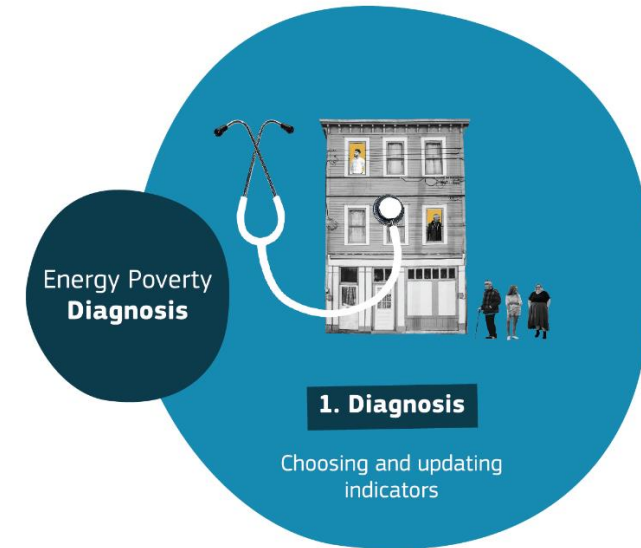 Energy Poverty
Diagnosis
1. Diagnosis
Choosing and updating
indicators